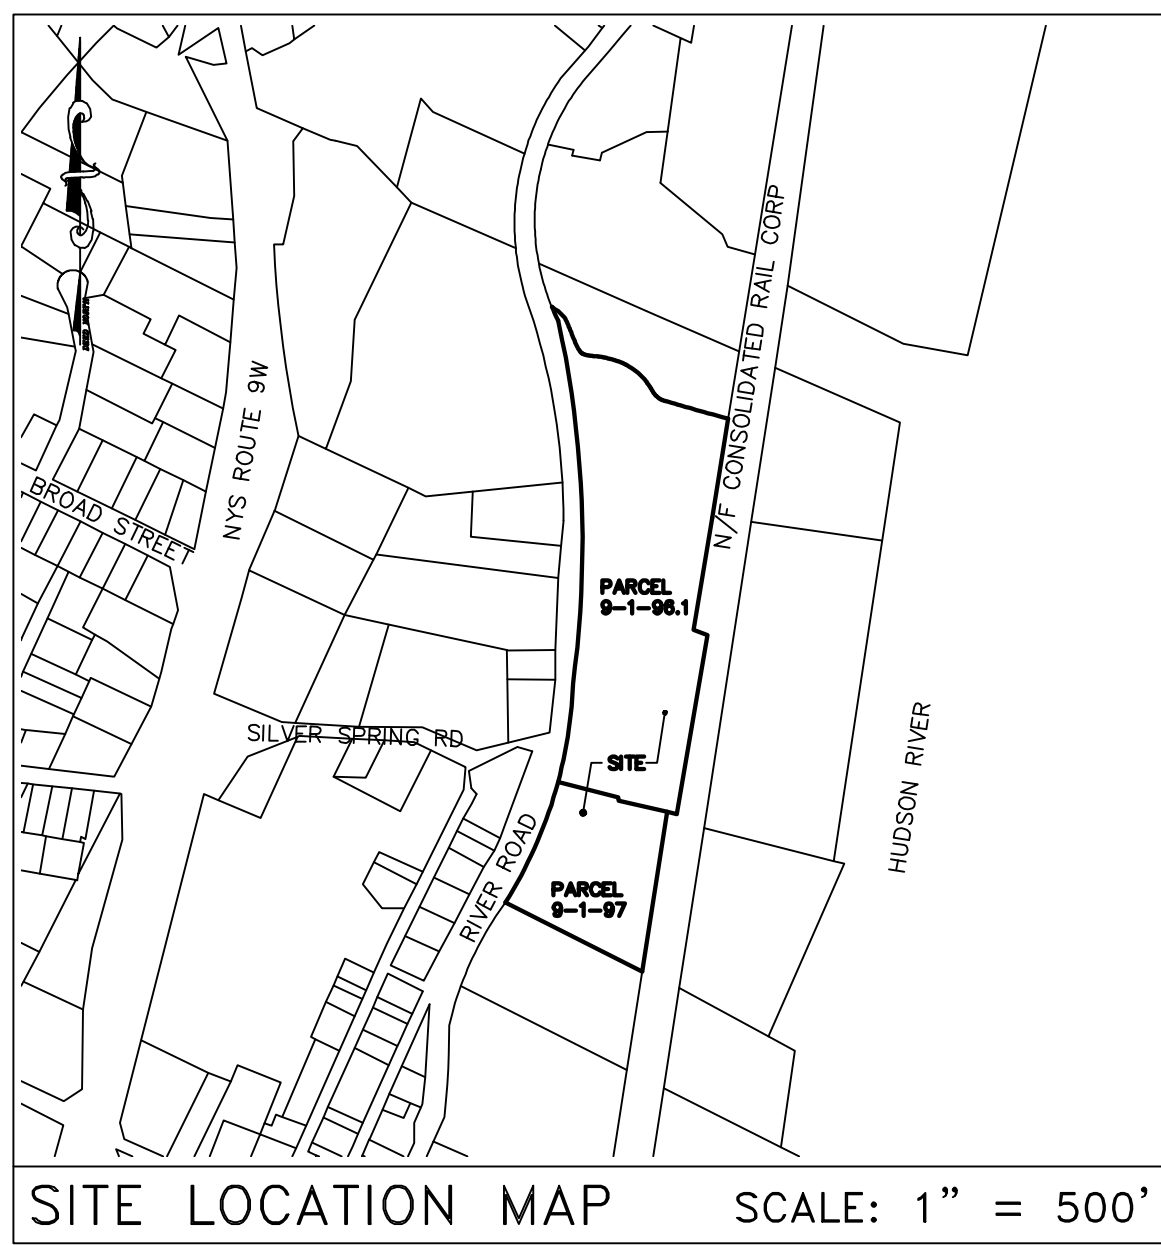 N/F CONSOLIDATED RAIL CORP
NYS ROUTE 9W
BROAD STREET
PARCEL
9-1-96.1
SILVER SPRING RD
SITE
HUDSON RIVER
RIVER ROAD
PARCEL
9-1-97
SITE LOCATION MAP
SCALE: 1" = 500'